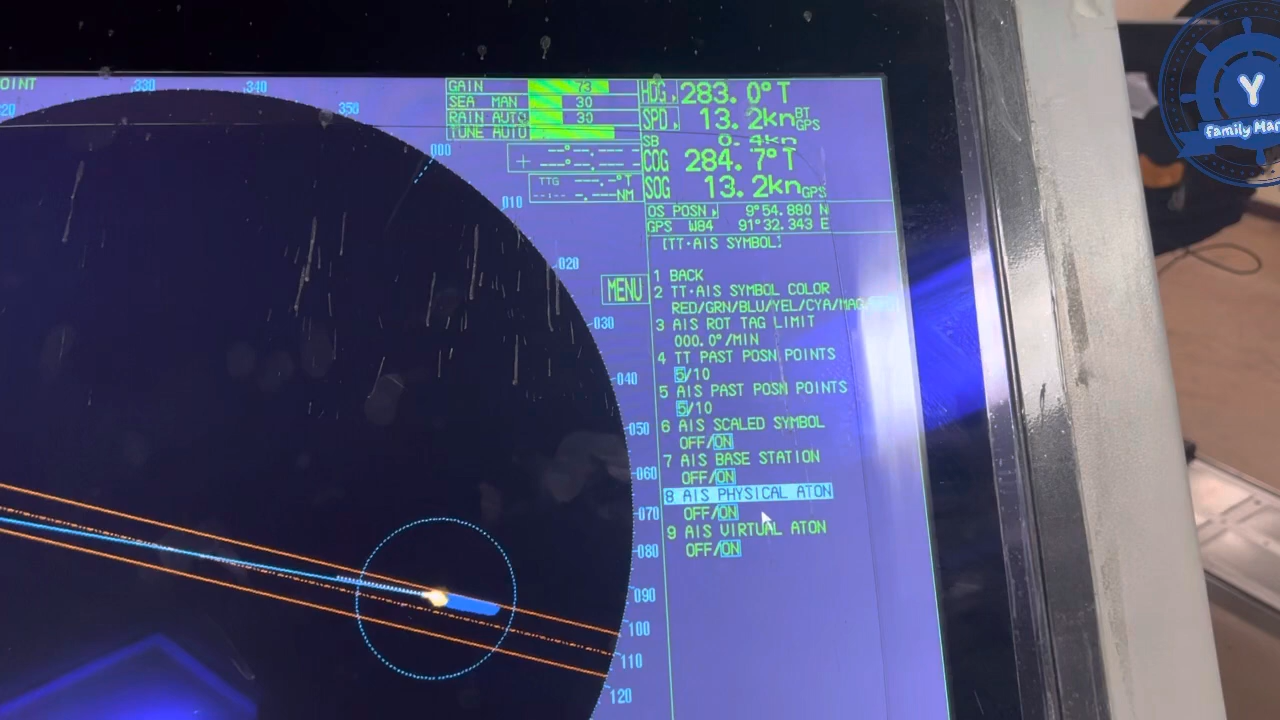 OINT
320
330
340
350
000
010
020
030
040
050
060
070
080
090
100
110
120
GAIN 73
SEA MAN 30
RAIN AUTO 30
TUNE AUTO
+ --°--.--- --°--.---
TTG ---.-°T
--:-- -.---NM
MENU
HDG 283.0°T
SPD 13.2kn BT GPS
SB 0.4kn
COG 284.7°T
SOG 13.2kn GPS
OS POSN 9°54.880 N
GPS W84 91°32.343 E
[TT·AIS SYMBOL]
1 BACK
2 TT·AIS SYMBOL COLOR
RED/GRN/BLU/YEL/CYA/MAG
3 AIS ROT TAG LIMIT
000.0°/MIN
4 TT PAST POSN POINTS
5/10
5 AIS PAST POSN POINTS
5/10
6 AIS SCALED SYMBOL
OFF/ON
7 AIS BASE STATION
OFF/ON
8 AIS PHYSICAL ATON
OFF/ON
9 AIS VIRTUAL ATON
OFF/ON
Y
Family Mar